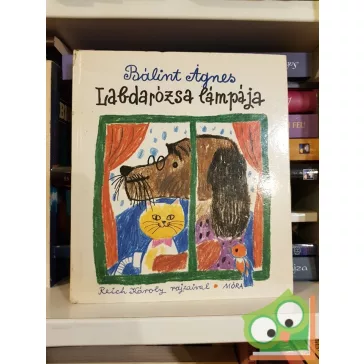 Bálint Ágnes
Labdarózsa lámpája
Reich Károly rajzaival • MÓRA